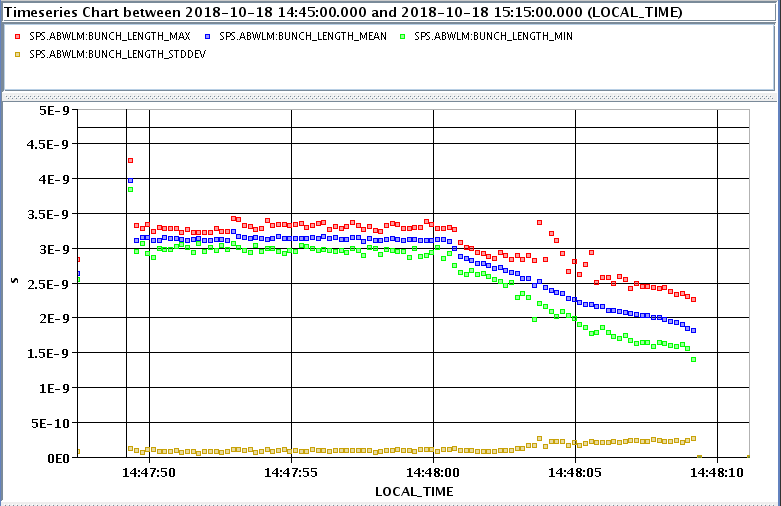 Timeseries Chart between 2018-10-18 14:45:00.000 and 2018-10-18 15:15:00.000 (LOCAL_TIME)
SPS.ABWLM:BUNCH_LENGTH_MAX SPS.ABWLM:BUNCH_LENGTH_MEAN SPS.ABWLM:BUNCH_LENGTH_MIN
SPS.ABWLM:BUNCH_LENGTH_STDDEV
5E-9
4.5E-9
4E-9
3.5E-9
3E-9
s
2.5E-9
2E-9
1.5E-9
1E-9
5E-10
0E0
14:47:50 14:47:55 14:48:00 14:48:05 14:48:10
LOCAL_TIME